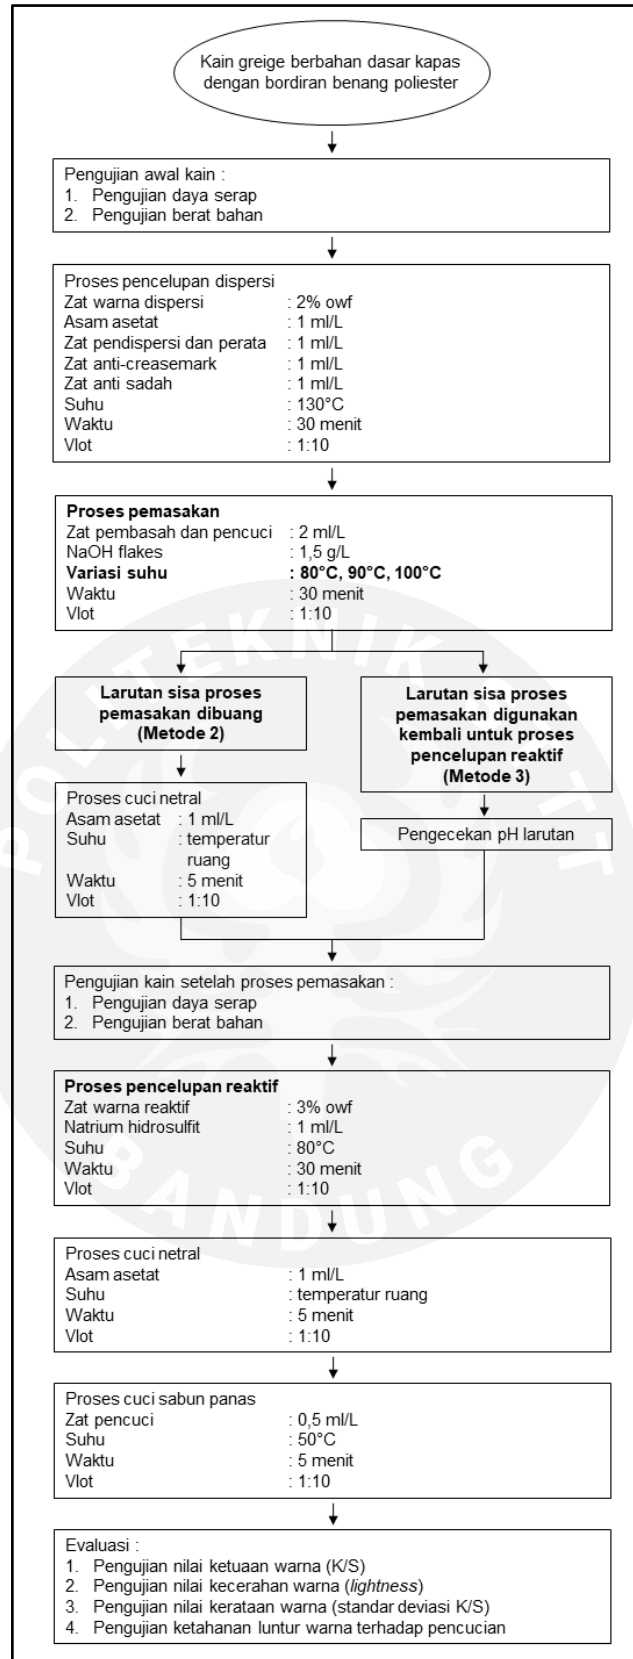 Kain greige berbahan dasar kapas
dengan bordiran benang poliester
Pengujian awal kain :
1. Pengujian daya serap
2. Pengujian berat bahan
Proses pencelupan dispersi
Zat warna dispersi : 2% owf
Asam asetat : 1 ml/L
Zat pendispersi dan perata : 1 ml/L
Zat anti-creasemark : 1 ml/L
Zat anti sadah : 1 ml/L
Suhu : 130°C
Waktu : 30 menit
Vlot : 1:10
Proses pemasakan
Zat pembasah dan pencuci : 2 ml/L
NaOH flakes : 1,5 g/L
Variasi suhu : 80°C, 90°C, 100°C
Waktu : 30 menit
Vlot : 1:10
Larutan sisa proses
pemasakan dibuang
(Metode 2)
Larutan sisa proses
pemasakan digunakan
kembali untuk proses
pencelupan reaktif
(Metode 3)
Proses cuci netral
Asam asetat : 1 ml/L
Suhu : temperatur
ruang
Waktu : 5 menit
Vlot : 1:10
Pengecekan pH larutan
Pengujian kain setelah proses pemasakan :
1. Pengujian daya serap
2. Pengujian berat bahan
Proses pencelupan reaktif
Zat warna reaktif : 3% owf
Natrium hidrosulfit : 1 ml/L
Suhu : 80°C
Waktu : 30 menit
Vlot : 1:10
Proses cuci netral
Asam asetat : 1 ml/L
Suhu : temperatur ruang
Waktu : 5 menit
Vlot : 1:10
Proses cuci sabun panas
Zat pencuci : 0,5 ml/L
Suhu : 50°C
Waktu : 5 menit
Vlot : 1:10
Evaluasi :
1. Pengujian nilai ketuaan warna (K/S)
2. Pengujian nilai kecerahan warna (lightness)
3. Pengujian nilai kerataan warna (standar deviasi K/S)
4. Pengujian ketahanan luntur warna terhadap pencucian
POLITEKNIK STTT
BANDUNG